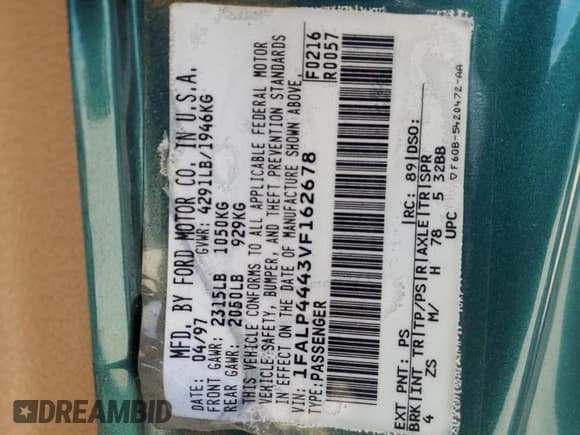 MFD. BY FORD MOTOR CO. IN U.S.A.
DATE: 04/97 GVWR: 4291LB/1946KG
FRONT GAWR: 2315LB 1050KG
REAR GAWR: 2050LB 929KG
THIS VEHICLE CONFORMS TO ALL APPLICABLE FEDERAL MOTOR
VEHICLE SAFETY, BUMPER, AND THEFT PREVENTION STANDARDS
IN EFFECT ON THE DATE OF MANUFACTURE SHOWN ABOVE.
VIN: 1FALP4443VF162678 F0216
TYPE: PASSENGER R0057
EXT PNT: PS RC: 89 DSO:
BRK INT TR TP/PS R AXLE TR SPR
4 ZS M/ H 78 5 32BB
UPC
▽F60B-5420472-AA
DREAMBID